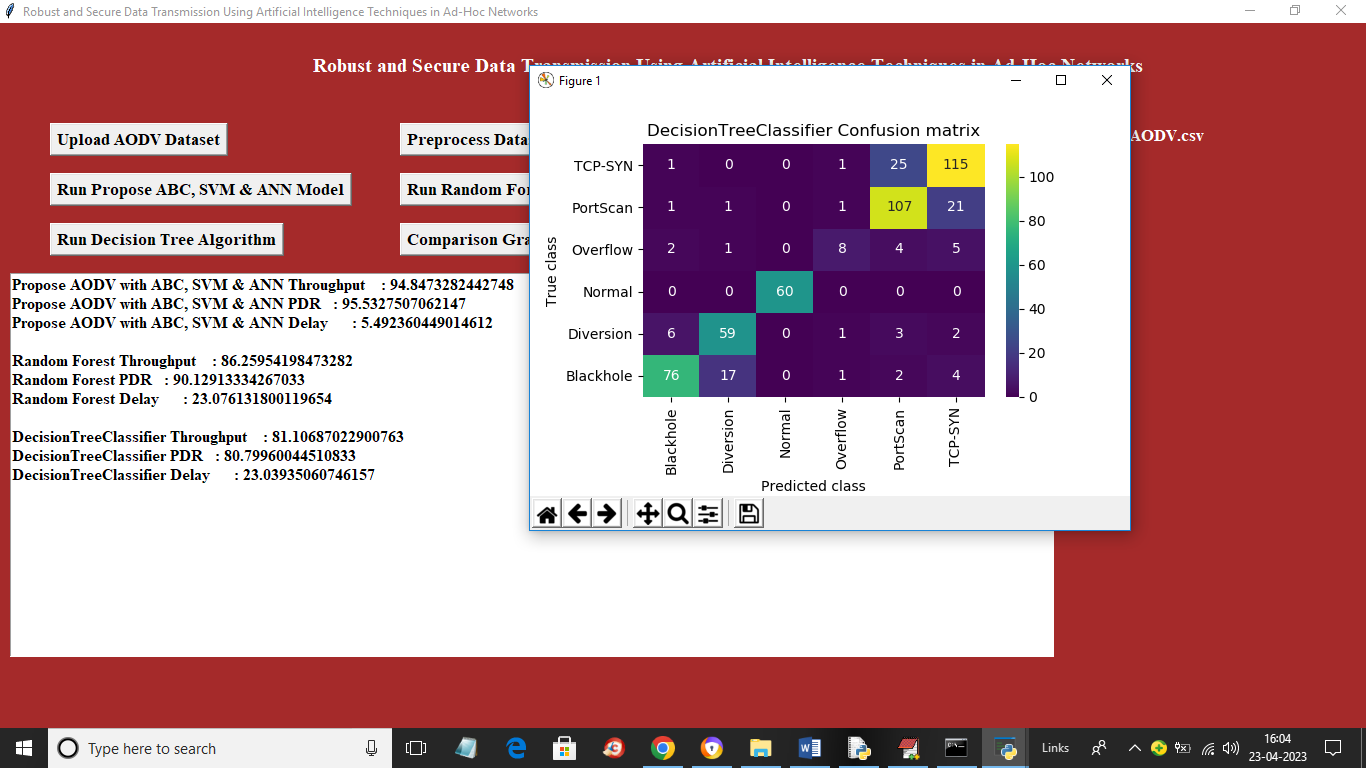 Robust and Secure Data Transmission Using Artificial Intelligence Techniques in Ad-Hoc Networks
Robust and Secure Data Transmission Using Artificial Intelligence Techniques in Ad-Hoc Networks
Upload AODV Dataset
Preprocess Data
AODV.csv
Run Propose ABC, SVM & ANN Model
Run Random For
Run Decision Tree Algorithm
Comparison Gra
Propose AODV with ABC, SVM & ANN Throughput : 94.8473282442748
Propose AODV with ABC, SVM & ANN PDR : 95.5327507062147
Propose AODV with ABC, SVM & ANN Delay : 5.492360449014612
Random Forest Throughput : 86.25954198473282
Random Forest PDR : 90.12913334267033
Random Forest Delay : 23.076131800119654
DecisionTreeClassifier Throughput : 81.10687022900763
DecisionTreeClassifier PDR : 80.79960044510833
DecisionTreeClassifier Delay : 23.03935060746157
Figure 1
DecisionTreeClassifier Confusion matrix
True class
TCP-SYN 1 0 0 1 25 115
PortScan 1 1 0 1 107 21
Overflow 2 1 0 8 4 5
Normal 0 0 60 0 0 0
Diversion 6 59 0 1 3 2
Blackhole 76 17 0 1 2 4
Blackhole Diversion Normal Overflow PortScan TCP-SYN
Predicted class
100
80
60
40
20
0
Type here to search
Links
16:04
23-04-2023